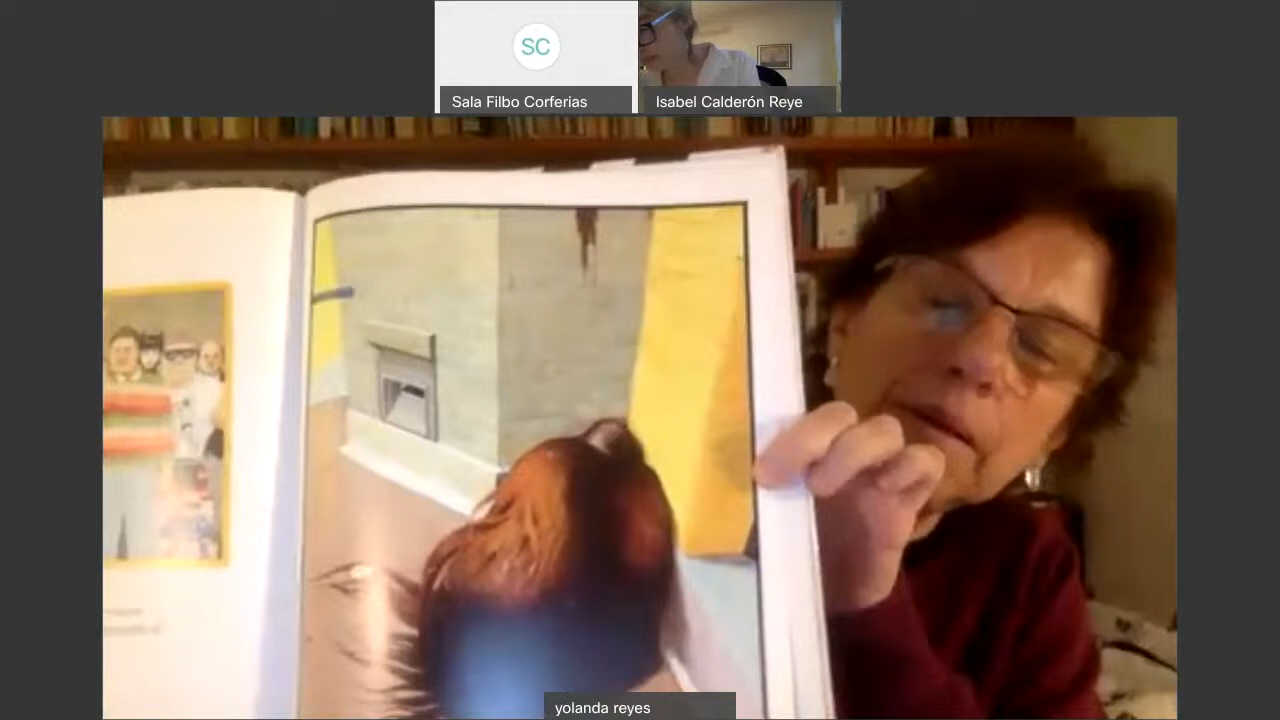 SC
Sala Filbo Corferias
Isabel Calderón Reye
yolanda reyes